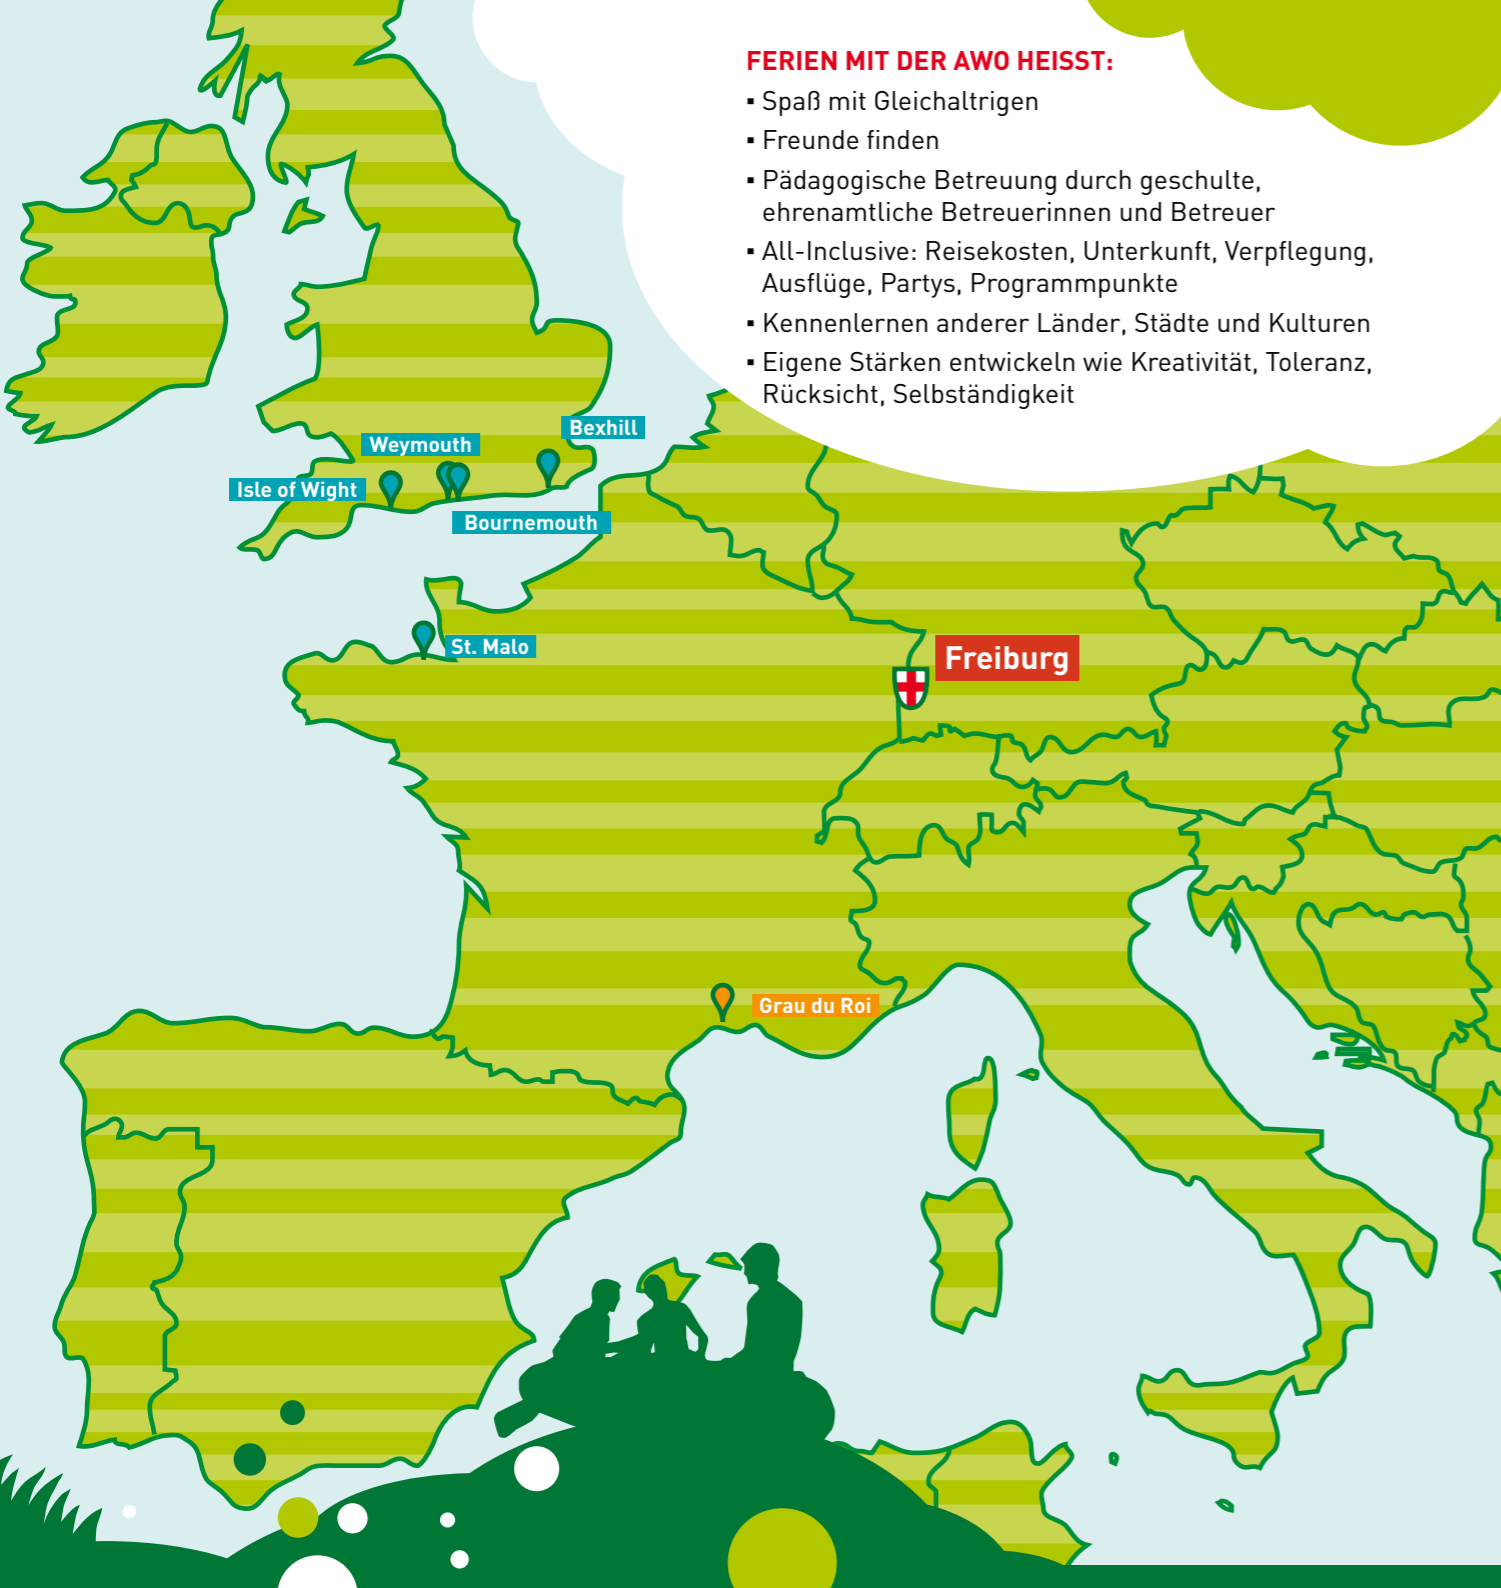 FERIEN MIT DER AWO HEISST:
▪ Spaß mit Gleichaltrigen
▪ Freunde finden
▪ Pädagogische Betreuung durch geschulte,
ehrenamtliche Betreuerinnen und Betreuer
▪ All-Inclusive: Reisekosten, Unterkunft, Verpflegung,
Ausflüge, Partys, Programmpunkte
▪ Kennenlernen anderer Länder, Städte und Kulturen
▪ Eigene Stärken entwickeln wie Kreativität, Toleranz,
Rücksicht, Selbständigkeit
Bexhill
Weymouth
Isle of Wight
Bournemouth
St. Malo
Freiburg
Grau du Roi